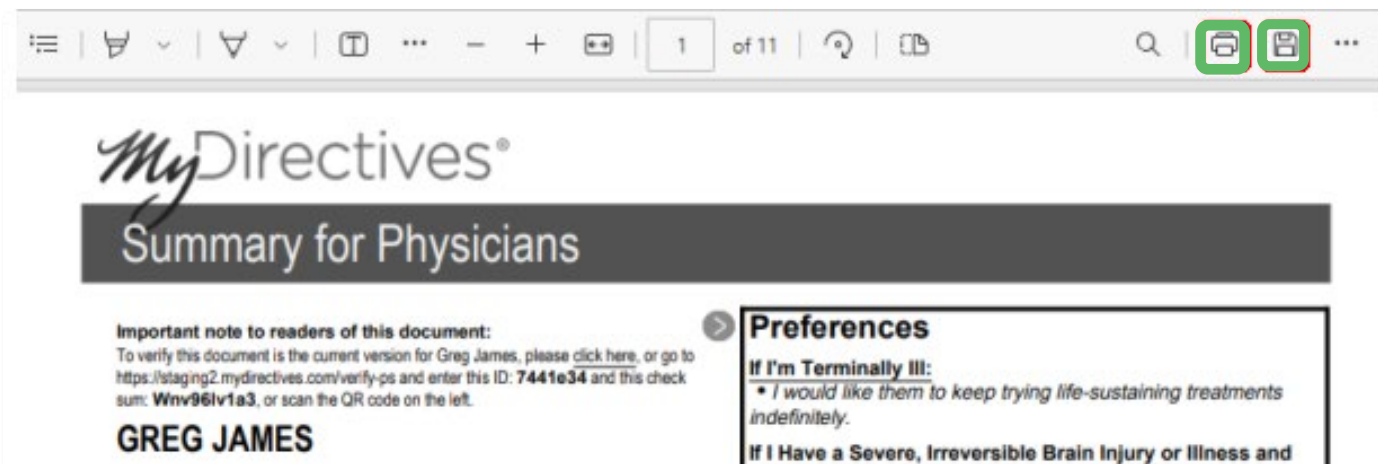 1 of 11
MyDirectives®
Summary for Physicians
Important note to readers of this document:
To verify this document is the current version for Greg James, please click here, or go to
https://staging2.mydirectives.com/verify-ps and enter this ID: 7441e34 and this check
sum: Wnv96lv1a3, or scan the QR code on the left.
GREG JAMES
Preferences
If I'm Terminally Ill:
• I would like them to keep trying life-sustaining treatments
indefinitely.
If I Have a Severe, Irreversible Brain Injury or Illness and